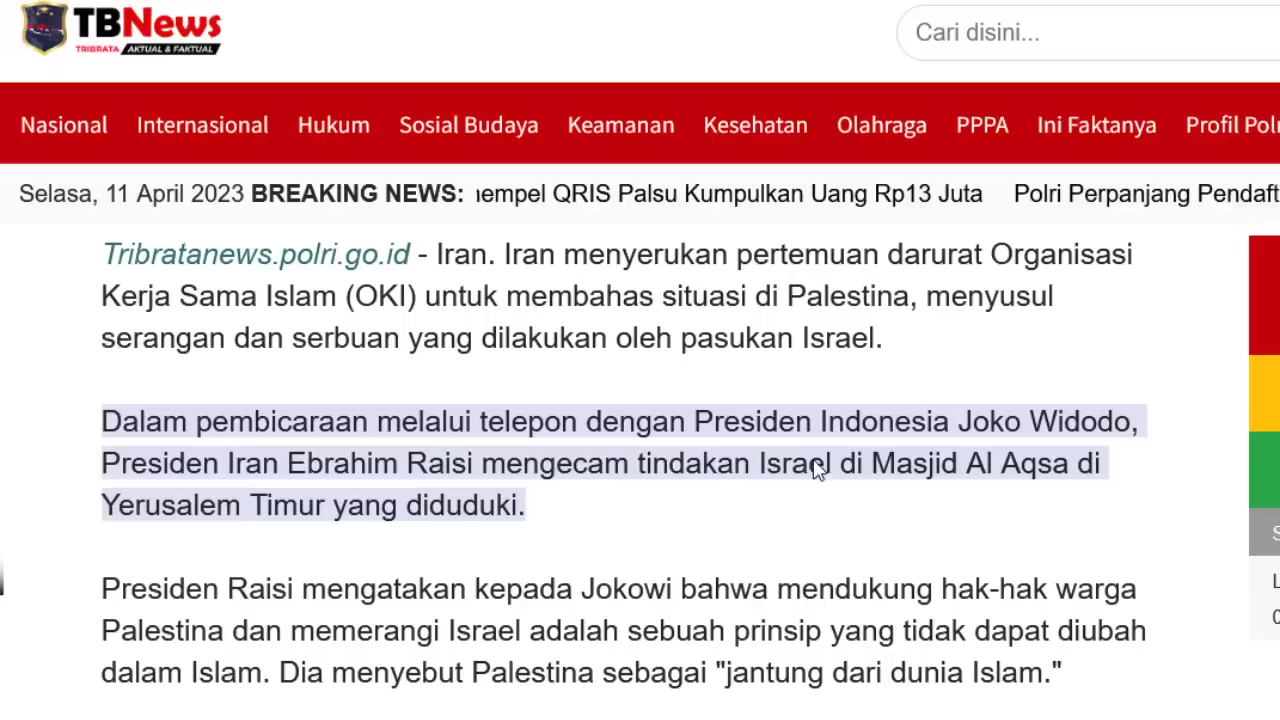 TBNews
TRIBRATA AKTUAL & FAKTUAL
Cari disini...
Nasional Internasional Hukum Sosial Budaya Keamanan Kesehatan Olahraga PPPA Ini Faktanya Profil
Selasa, 11 April 2023 BREAKING NEWS: QRIS Palsu Kumpulkan Uang Rp13 Juta Polri Perpanjang
Tribratanews.polri.go.id - Iran. Iran menyerukan pertemuan darurat Organisasi
Kerja Sama Islam (OKI) untuk membahas situasi di Palestina, menyusul
serangan dan serbuan yang dilakukan oleh pasukan Israel.
Dalam pembicaraan melalui telepon dengan Presiden Indonesia Joko Widodo,
Presiden Iran Ebrahim Raisi mengecam tindakan Israel di Masjid Al Aqsa di
Yerusalem Timur yang diduduki.
Presiden Raisi mengatakan kepada Jokowi bahwa mendukung hak-hak warga
Palestina dan memerangi Israel adalah sebuah prinsip yang tidak dapat diubah
dalam Islam. Dia menyebut Palestina sebagai "jantung dari dunia Islam."